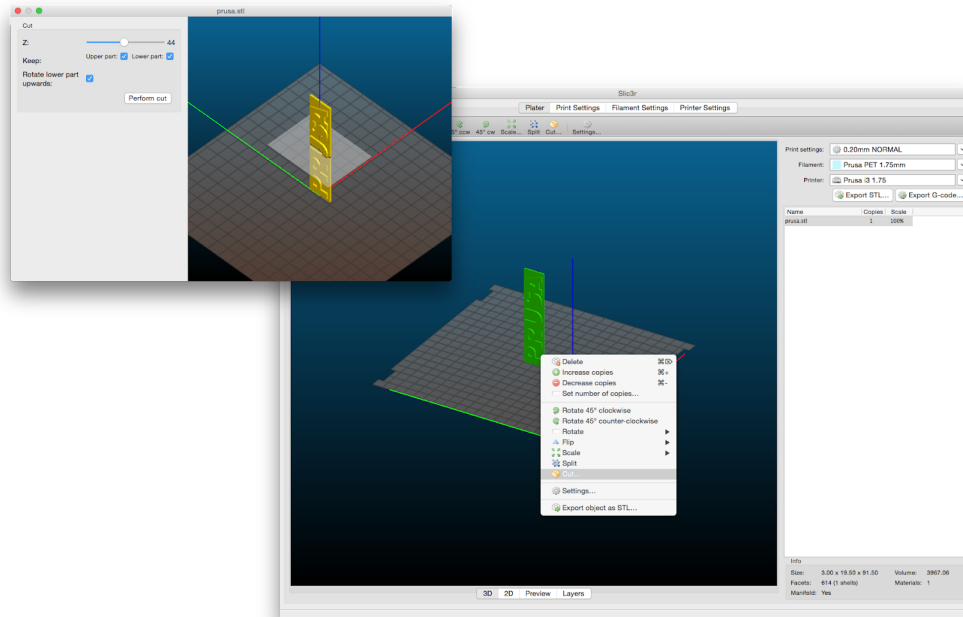 prusa.stl
Cut
Z: 44
Keep: Upper part: Lower part:
Rotate lower part
upwards:
Perform cut
PRUSA
Slic3r
Plater Print Settings Filament Settings Printer Settings
45° cw Scale... Split Cut... Settings...
Print settings: 0.20mm NORMAL
Filament: Prusa PET 1.75mm
Printer: Prusa i3 1.75
Export STL... Export G-code...
Name Copies Scale
prusa.stl 1 100%
PRUSA
Delete ⌘⌦
Increase copies ⌘+
Decrease copies ⌘-
Set number of copies...
Rotate 45° clockwise
Rotate 45° counter-clockwise
Rotate
Flip
Scale
Split
Cut...
Settings...
Export object as STL...
Info
Size: 3.00 x 19.50 x 91.50 Volume: 3967.06
Facets: 614 (1 shells) Materials: 1
Manifold: Yes
3D 2D Preview Layers